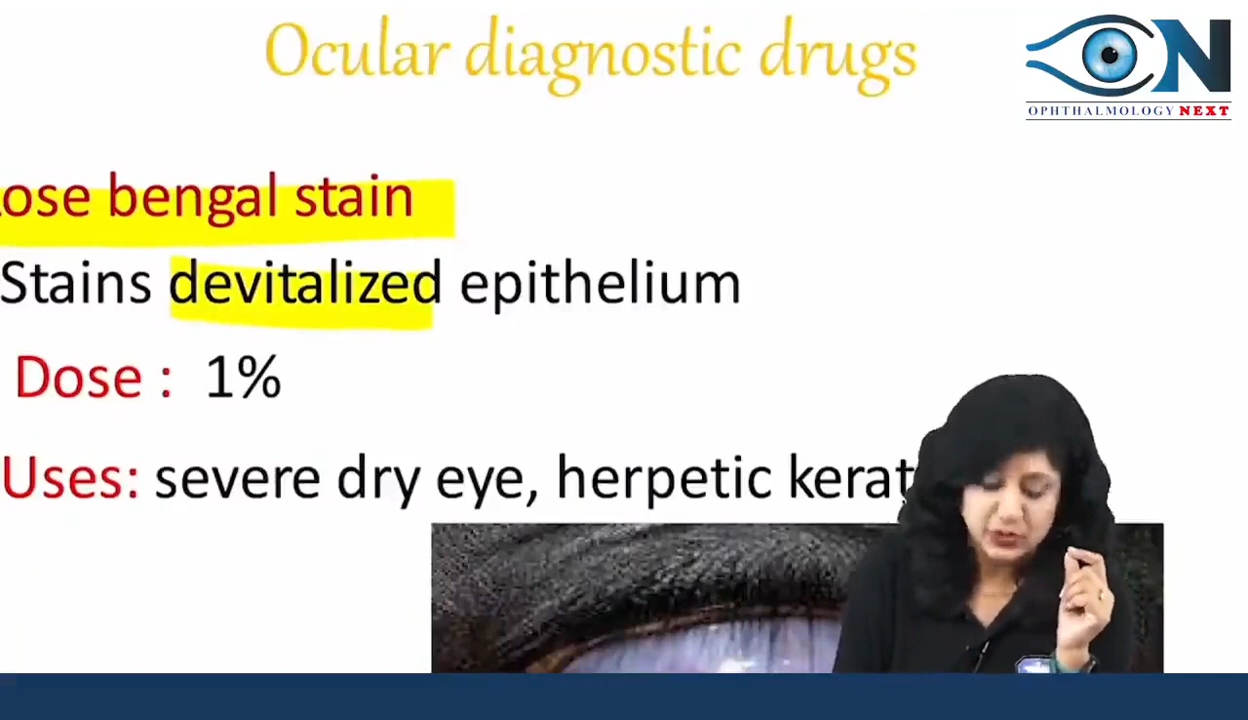 Ocular diagnostic drugs
ON
OPHTHALMOLOGY NEXT
ose bengal stain
Stains devitalized epithelium
Dose : 1%
Uses: severe dry eye, herpetic kerat